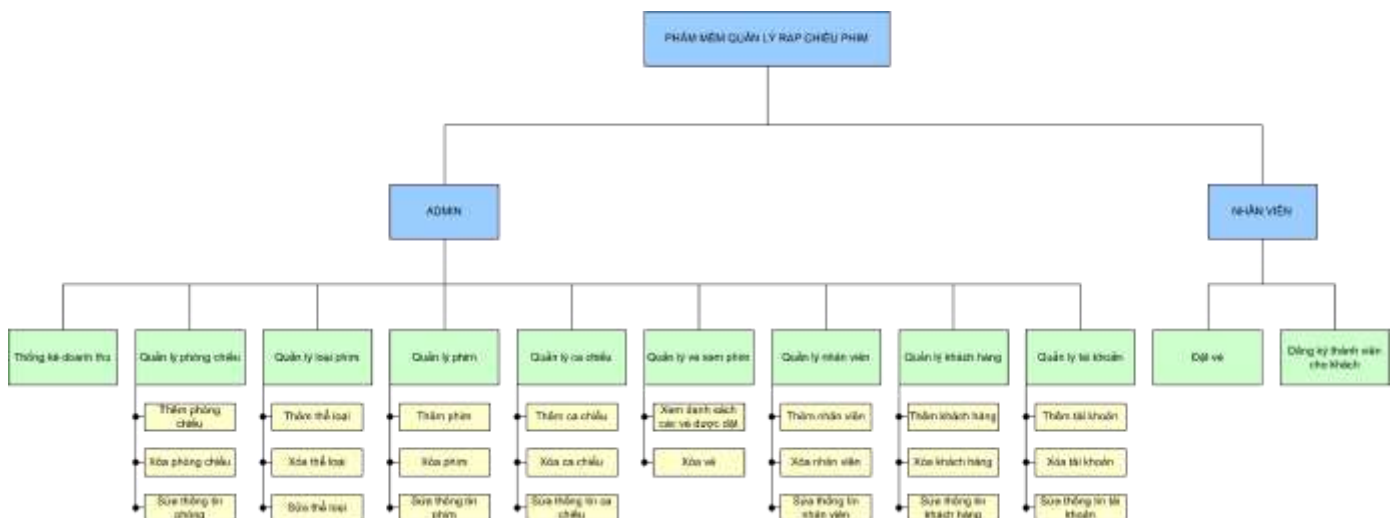 PHẦM MỀM QUẢN LÝ RẠP CHIẾU PHIM
ADMIN
NHÂN VIÊN
Thống kê doanh thu
Quản lý phòng chiếu
Quản lý loại phim
Quản lý phim
Quản lý ca chiếu
Quản lý vé xem phim
Quản lý nhân viên
Quản lý khách hàng
Quản lý tài khoản
Đặt vé
Đăng ký thành viên
cho khách
Thêm phòng
chiếu
Thêm thể loại
Thêm phim
Thêm ca chiếu
Xem danh sách
các vé được đặt
Thêm nhân viên
Thêm khách hàng
Thêm tài khoản
Xóa phòng chiếu
Xóa thể loại
Xóa phim
Xóa ca chiếu
Xóa vé
Xóa nhân viên
Xóa khách hàng
Xóa tài khoản
Sửa thông tin
phòng
Sửa thể loại
Sửa thông tin
phim
Sửa thông tin ca
chiếu
Sửa thông tin
nhân viên
Sửa thông tin
khách hàng
Sửa thông tin tài
khoản